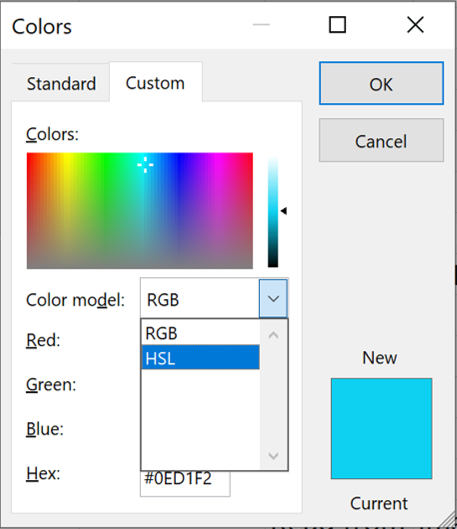 Colors
Standard
Custom
OK
Cancel
Colors:
Color model:
RGB
RGB
HSL
Red:
Green:
Blue:
Hex:
#0ED1F2
New
Current